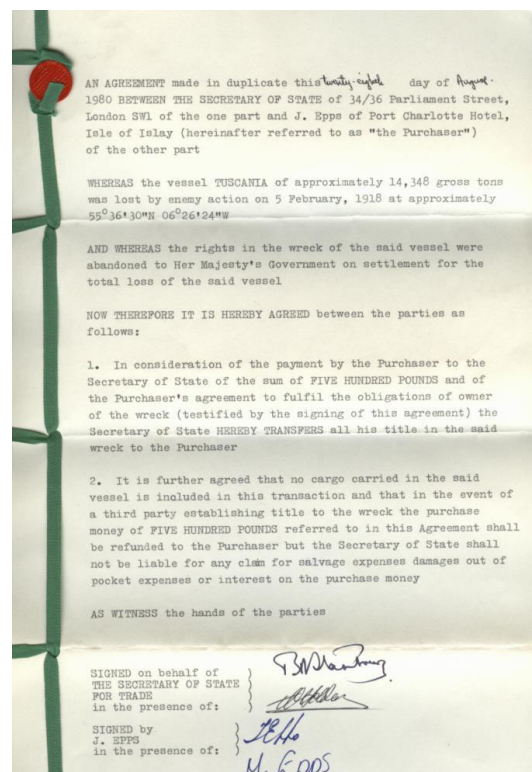 AN AGREEMENT made in duplicate this twenty-eighth day of August.
1980 BETWEEN THE SECRETARY OF STATE of 34/36 Parliament Street,
London SW1 of the one part and J. Epps of Port Charlotte Hotel,
Isle of Islay (hereinafter referred to as "the Purchaser")
of the other part
WHEREAS the vessel TUSCANIA of approximately 14,348 gross tons
was lost by enemy action on 5 February, 1918 at approximately
55°36'30"N 06°26'24"W
AND WHEREAS the rights in the wreck of the said vessel were
abandoned to Her Majesty's Government on settlement for the
total loss of the said vessel
NOW THEREFORE IT IS HEREBY AGREED between the parties as
follows:
1. In consideration of the payment by the Purchaser to the
Secretary of State of the sum of FIVE HUNDRED POUNDS and of
the Purchaser's agreement to fulfil the obligations of owner
of the wreck (testified by the signing of this agreement) the
Secretary of State HEREBY TRANSFERS all his title in the said
wreck to the Purchaser
2. It is further agreed that no cargo carried in the said
vessel is included in this transaction and that in the event of
a third party establishing title to the wreck the purchase
money of FIVE HUNDRED POUNDS referred to in this Agreement shall
be refunded to the Purchaser but the Secretary of State shall
not be liable for any claim for salvage expenses damages out of
pocket expenses or interest on the purchase money
AS WITNESS the hands of the parties
SIGNED on behalf of
THE SECRETARY OF STATE
FOR TRADE
in the presence of:
SIGNED by
J. EPPS
in the presence of:
M. EPPS